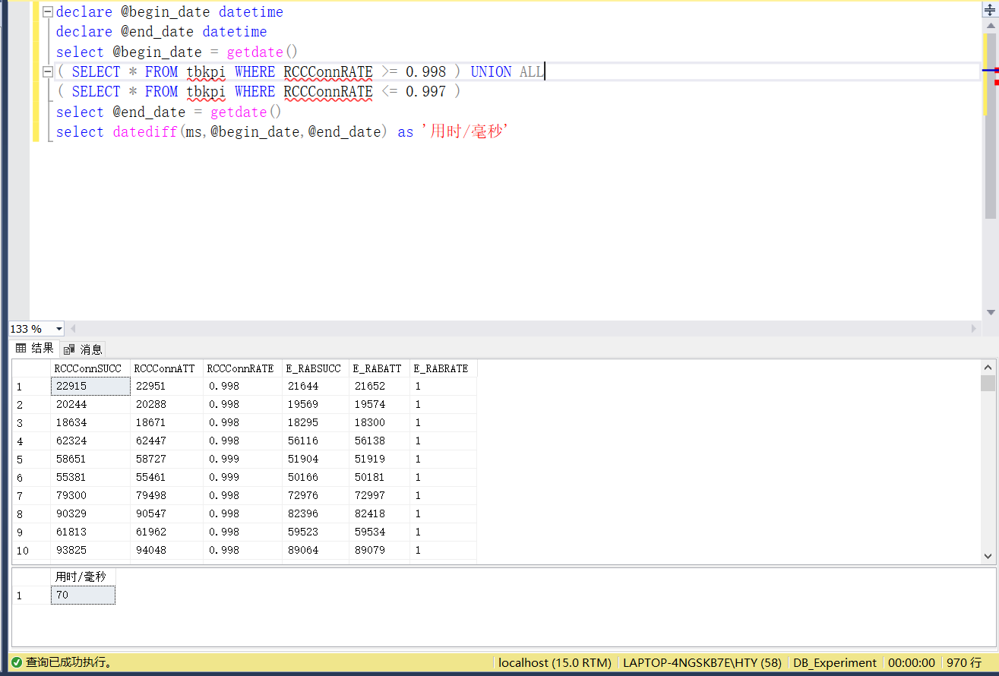 declare @begin_date datetime
declare @end_date datetime
select @begin_date = getdate()
( SELECT * FROM tbkpi WHERE RCCConnRATE >= 0.998 ) UNION ALL
( SELECT * FROM tbkpi WHERE RCCConnRATE <= 0.997 )
select @end_date = getdate()
select datediff(ms,@begin_date,@end_date) as '用时/毫秒'
133 %
结果 消息
RCCConnSUCC RCCConnATT RCCConnRATE E_RABSUCC E_RABATT E_RABRATE
1 22915 22951 0.998 21644 21652 1
2 20244 20288 0.998 19569 19574 1
3 18634 18671 0.998 18295 18300 1
4 62324 62447 0.998 56116 56138 1
5 58651 58727 0.999 51904 51919 1
6 55381 55461 0.999 50166 50181 1
7 79300 79498 0.998 72976 72997 1
8 90329 90547 0.998 82396 82418 1
9 61813 61962 0.998 59523 59534 1
10 93825 94048 0.998 89064 89079 1
用时/毫秒
1 70
查询已成功执行。 localhost (15.0 RTM) LAPTOP-4NGSKB7E\HTY (58) DB_Experiment 00:00:00 970 行